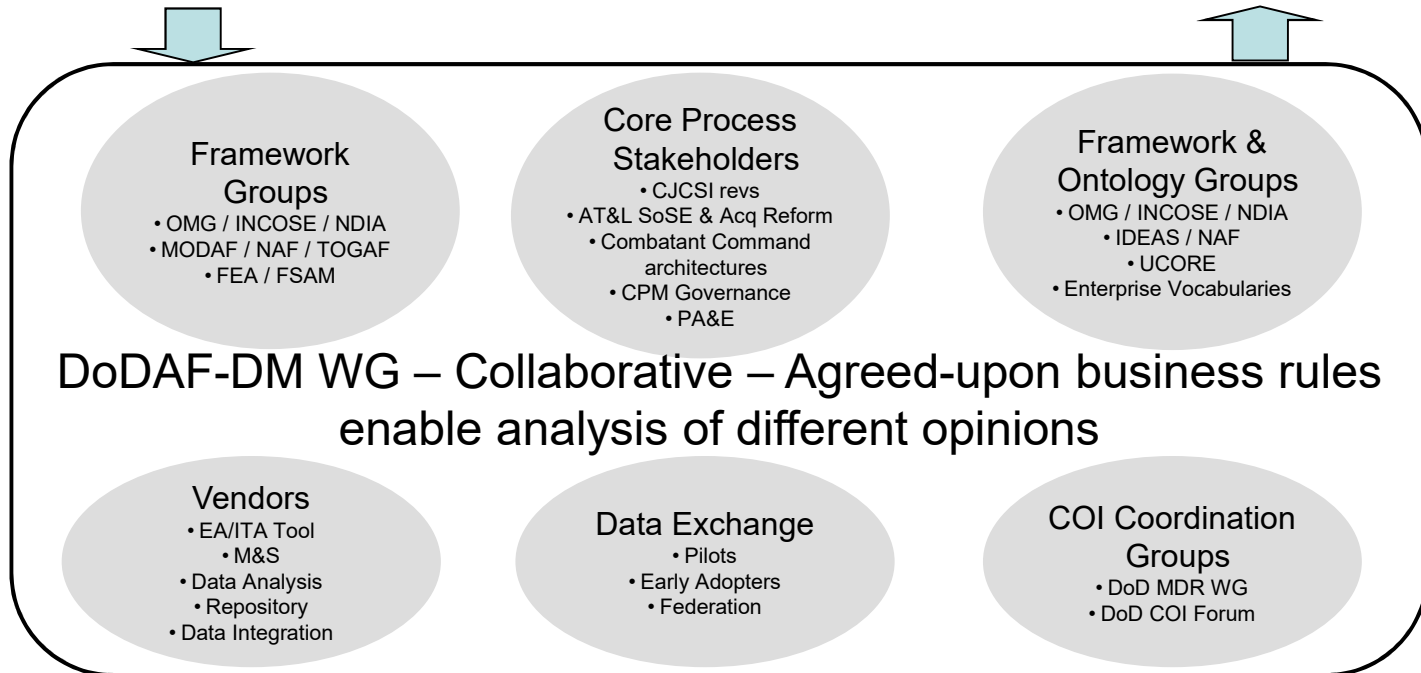 Framework
Groups
• OMG / INCOSE / NDIA
• MODAF / NAF / TOGAF
• FEA / FSAM
Core Process
Stakeholders
• CJCSI revs
• AT&L SoSE & Acq Reform
• Combatant Command
architectures
• CPM Governance
• PA&E
Framework &
Ontology Groups
• OMG / INCOSE / NDIA
• IDEAS / NAF
• UCORE
• Enterprise Vocabularies
DoDAF-DM WG – Collaborative – Agreed-upon business rules
enable analysis of different opinions
Vendors
• EA/ITA Tool
• M&S
• Data Analysis
• Repository
• Data Integration
Data Exchange
• Pilots
• Early Adopters
• Federation
COI Coordination
Groups
• DoD MDR WG
• DoD COI Forum